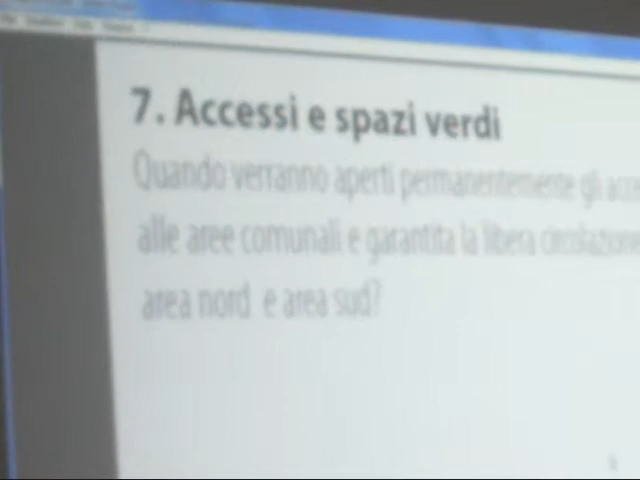 7. Accessi e spazi verdi
Quando verranno aperti permanentemente gli
alle aree comunali e garantita la libera circolazione
area nord e area sud?